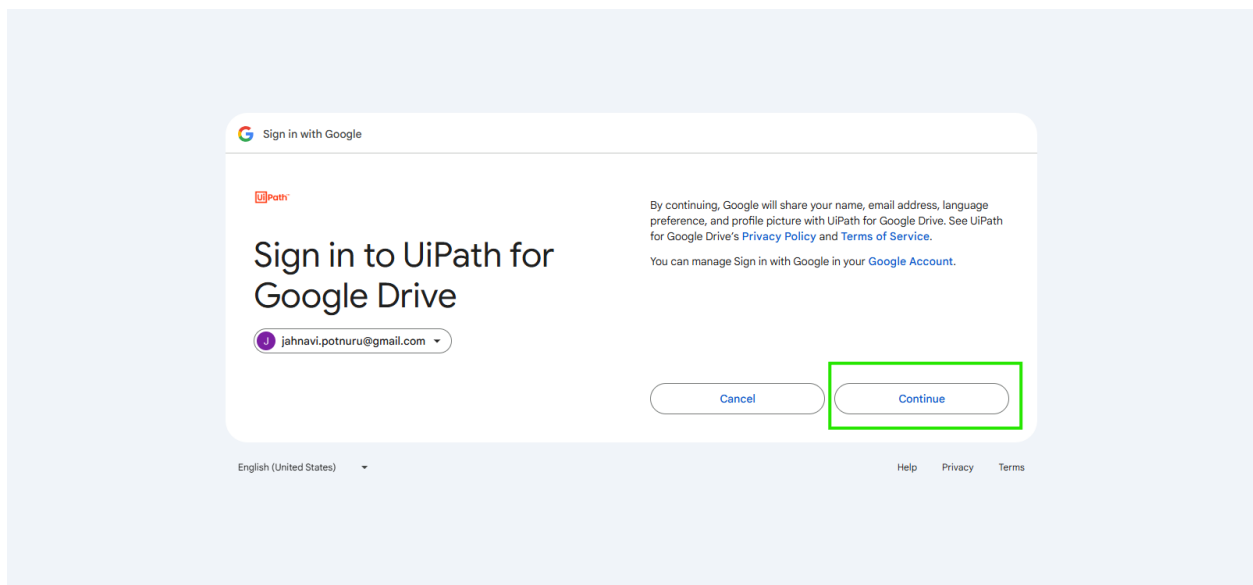 Sign in with Google
UiPath™
Sign in to UiPath for
Google Drive
J jahnavi.potnuru@gmail.com
By continuing, Google will share your name, email address, language
preference, and profile picture with UiPath for Google Drive. See UiPath
for Google Drive's Privacy Policy and Terms of Service.
You can manage Sign in with Google in your Google Account.
Cancel
Continue
English (United States)
Help
Privacy
Terms